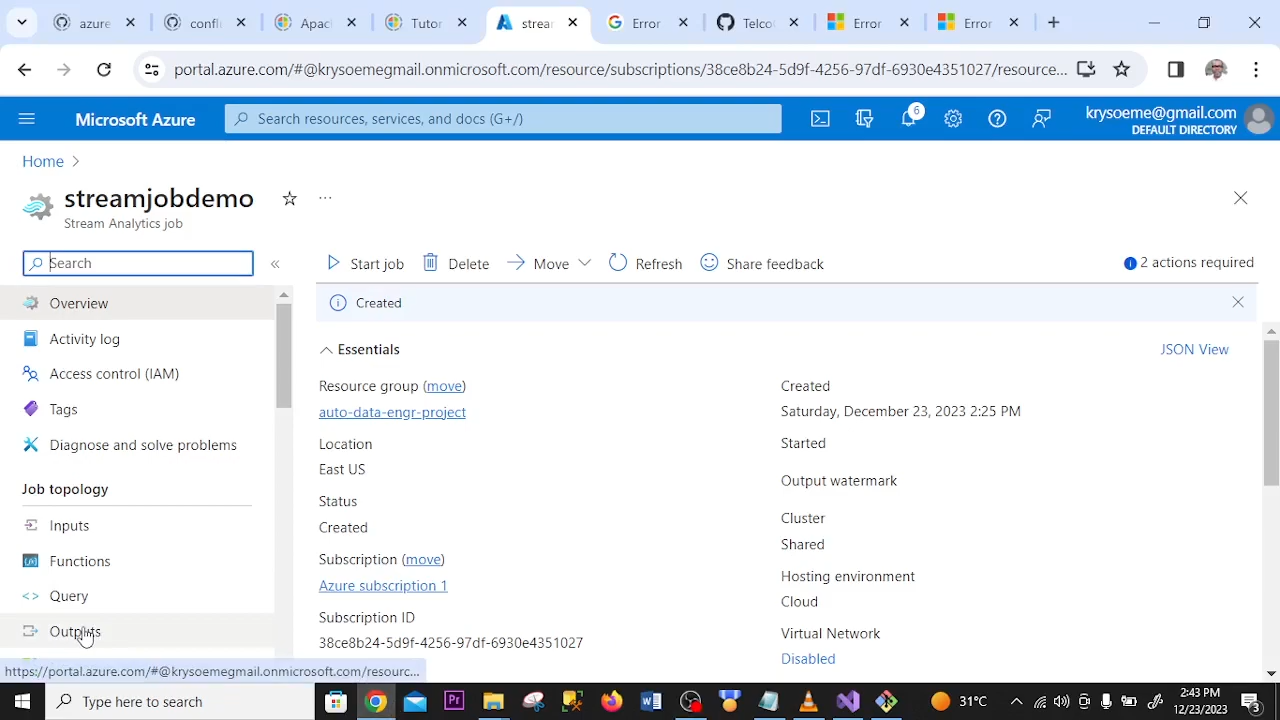 azure
confl
Apac
Tutor
strear
Error
Telco
Error
Error
portal.azure.com/#@krysoemegmail.onmicrosoft.com/resource/subscriptions/38ce8b24-5d9f-4256-97df-6930e4351027/resource...
Microsoft Azure
Search resources, services, and docs (G+/)
6
krysoeme@gmail.com
DEFAULT DIRECTORY
Home
streamjobdemo
Stream Analytics job
Search
Start job
Delete
Move
Refresh
Share feedback
2 actions required
Overview
Created
Activity log
Essentials
JSON View
Access control (IAM)
Resource group (move)
Created
Tags
auto-data-engr-project
Saturday, December 23, 2023 2:25 PM
Diagnose and solve problems
Location
Started
East US
Output watermark
Job topology
Status
Cluster
Inputs
Created
Shared
Functions
Subscription (move)
Hosting environment
Query
Azure subscription 1
Cloud
Outputs
Subscription ID
Virtual Network
38ce8b24-5d9f-4256-97df-6930e4351027
Disabled
https://portal.azure.com/#@krysoemegmail.onmicrosoft.com/resourc...
Type here to search
31°C
2:43 PM
12/23/2023
3